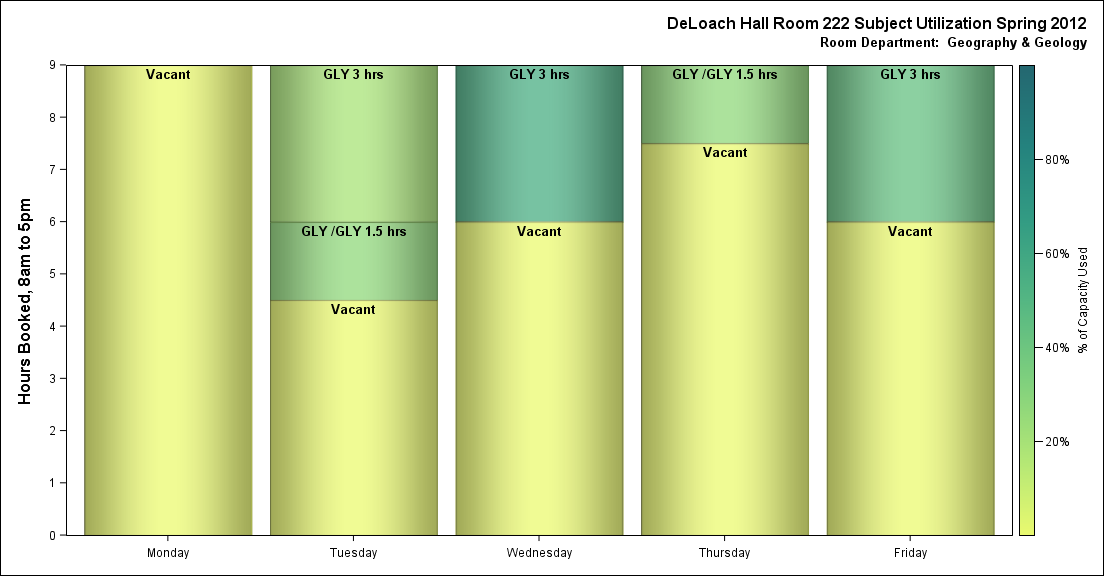 DeLoach Hall Room 222 Subject Utilization Spring 2012
Room Department:  Geography & Geology
Hours Booked, 8am to 5pm
9
8
7
6
5
4
3
2
1
0
Vacant
GLY 3 hrs
GLY /GLY 1.5 hrs
Vacant
GLY 3 hrs
Vacant
GLY /GLY 1.5 hrs
Vacant
GLY 3 hrs
Vacant
Monday
Tuesday
Wednesday
Thursday
Friday
80%
60%
40%
20%
% of Capacity Used